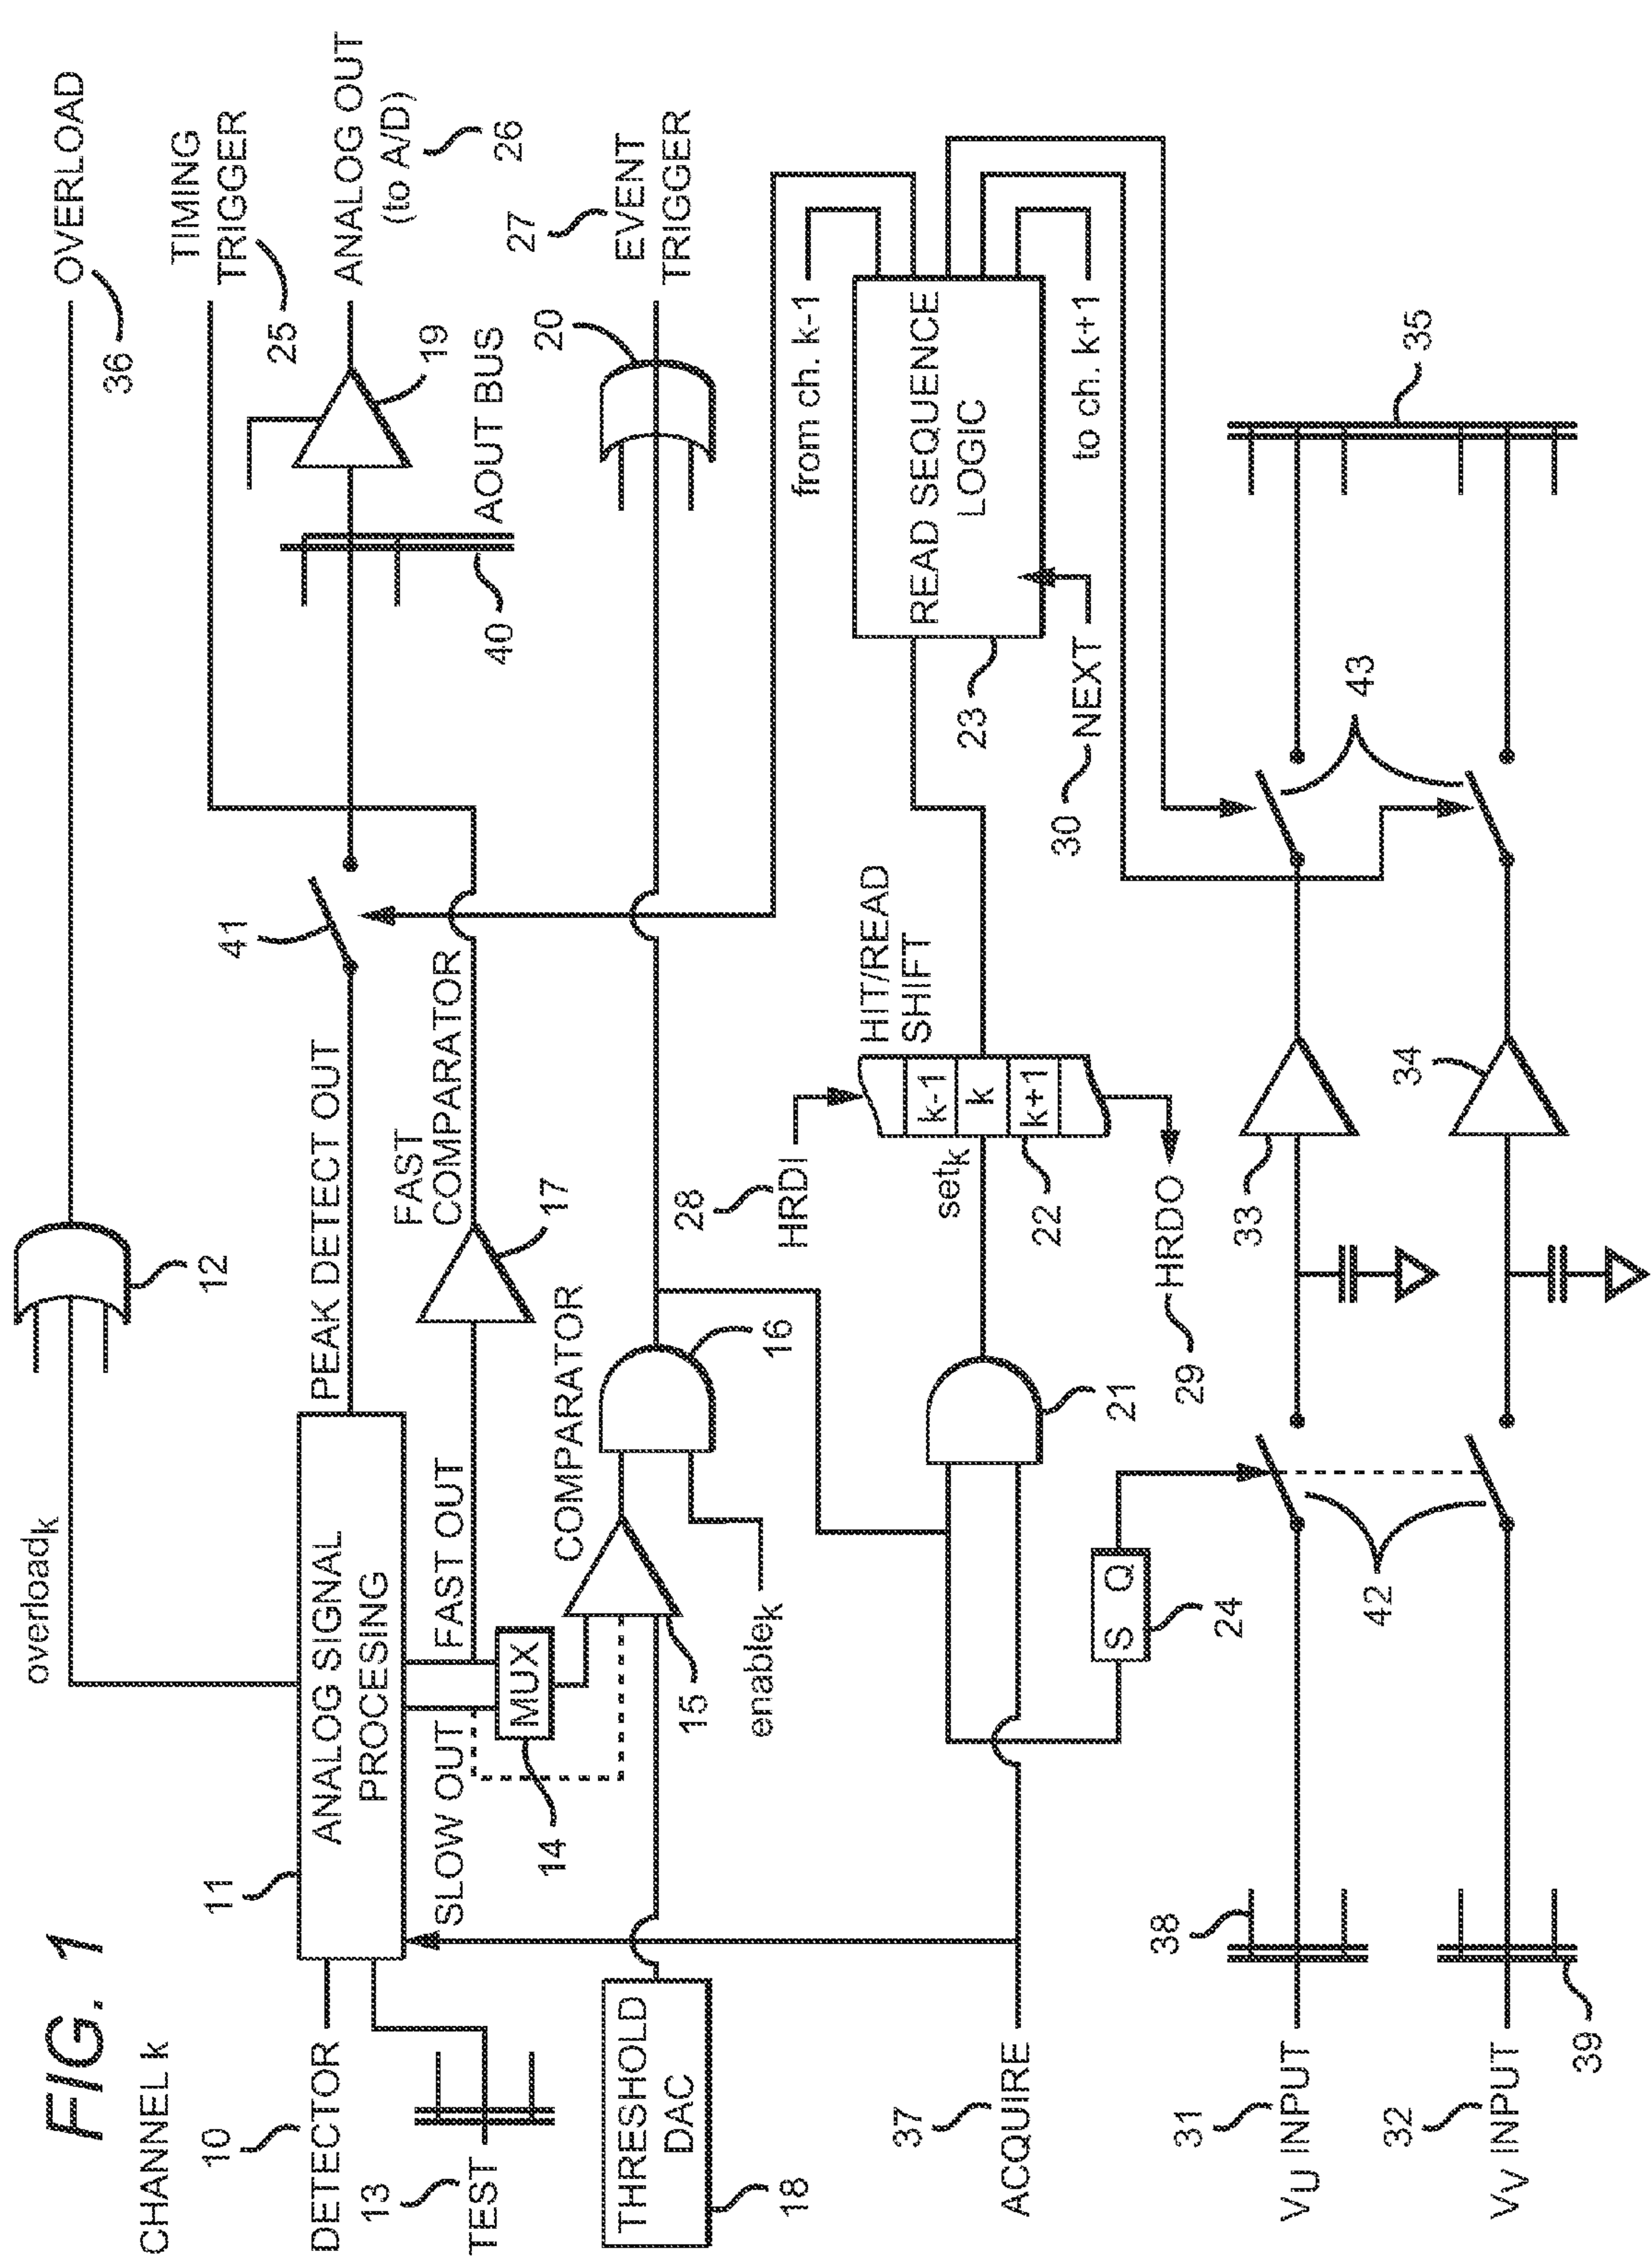 FIG. 1
CHANNEL k
overload k
12
OVERLOAD
36
11
10
DETECTOR
ANALOG SIGNAL
PROCESING
PEAK DETECT OUT
41
TIMING
TRIGGER
25
ANALOG OUT
(to A/D)
26
19
AOUT BUS
40
13
TEST
SLOW OUT
FAST OUT
FAST
COMPARATOR
17
MUX
14
COMPARATOR
15
16
enable k
THRESHOLD
DAC
18
20
27
EVENT
TRIGGER
28
HRDI
HIT/READ
SHIFT
k-1
k
k+1
set k
22
HRDO
29
21
37
ACQUIRE
from ch. k-1
READ SEQUENCE
LOGIC
to ch. k+1
23
NEXT
30
S Q
24
38
31
VU INPUT
42
33
43
35
32
VV INPUT
39
34